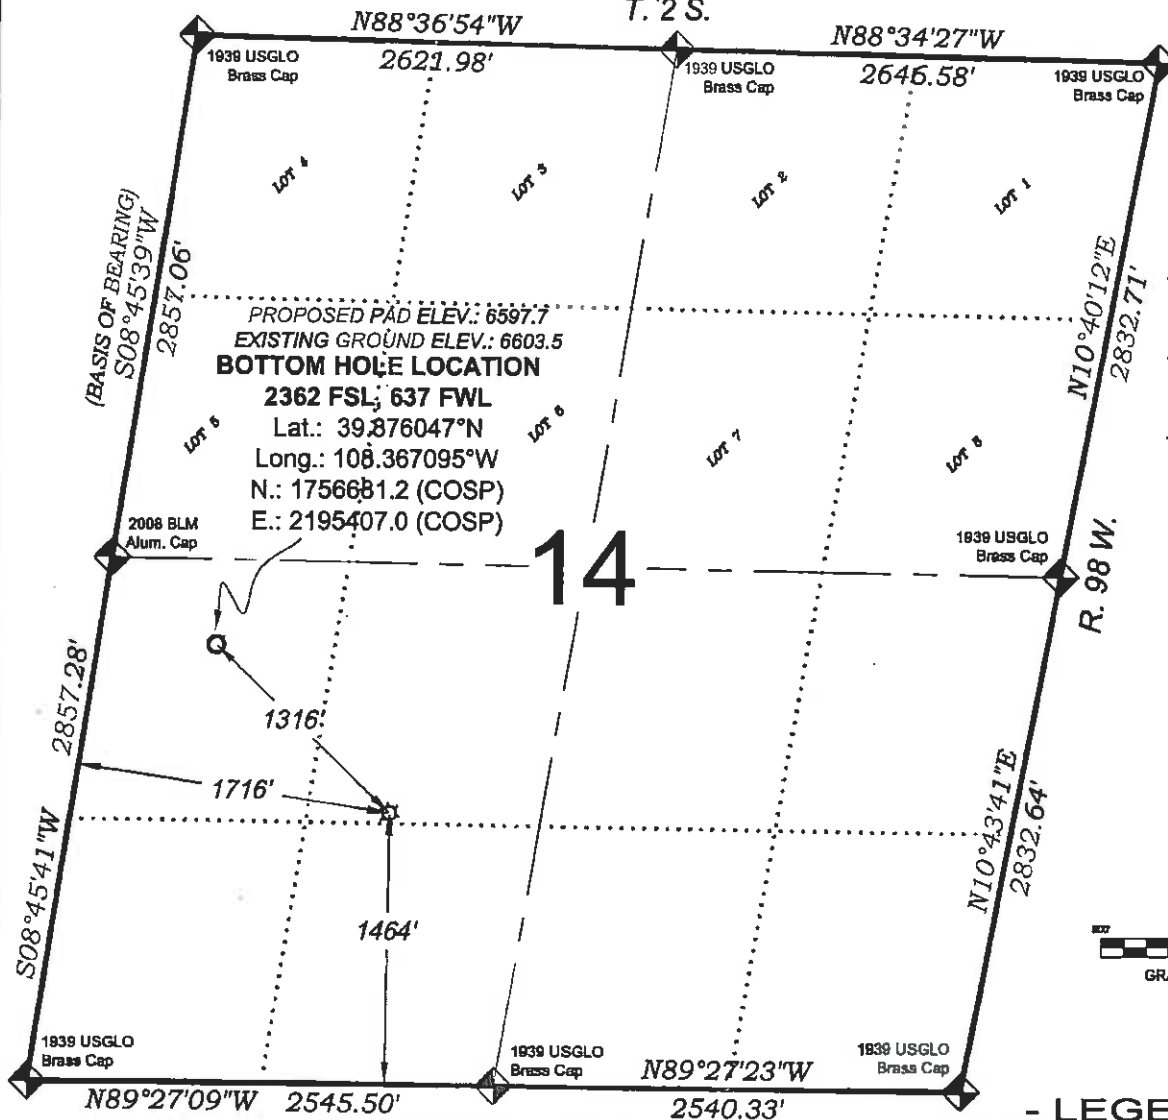 T. 2 S.
N88°36'54"W
2621.98'
N88°34'27"W
2646.58'
1939 USGLO
Brass Cap
1939 USGLO
Brass Cap
1939 USGLO
Brass Cap
LOT 4
LOT 3
LOT 2
LOT 1
(BASIS OF BEARING)
S08°45'39"W
2857.06'
N10°40'12"E
2832.71'
PROPOSED PAD ELEV.: 6597.7
EXISTING GROUND ELEV.: 6603.5
BOTTOM HOLE LOCATION
2362 FSL; 637 FWL
Lat.: 39.876047°N
Long.: 108.367095°W
N.: 1756681.2 (COSP)
E.: 2195407.0 (COSP)
LOT 5
LOT 6
LOT 7
LOT 8
2008 BLM
Alum. Cap
14
1939 USGLO
Brass Cap
R. 98 W.
2857.28'
S08°45'41"W
1316'
1716'
1464'
N10°43'41"E
2832.64'
GRA
1939 USGLO
Brass Cap
1939 USGLO
Brass Cap
1939 USGLO
Brass Cap
N89°27'09"W 2545.50'
N89°27'23"W
2540.33'
- LEGE